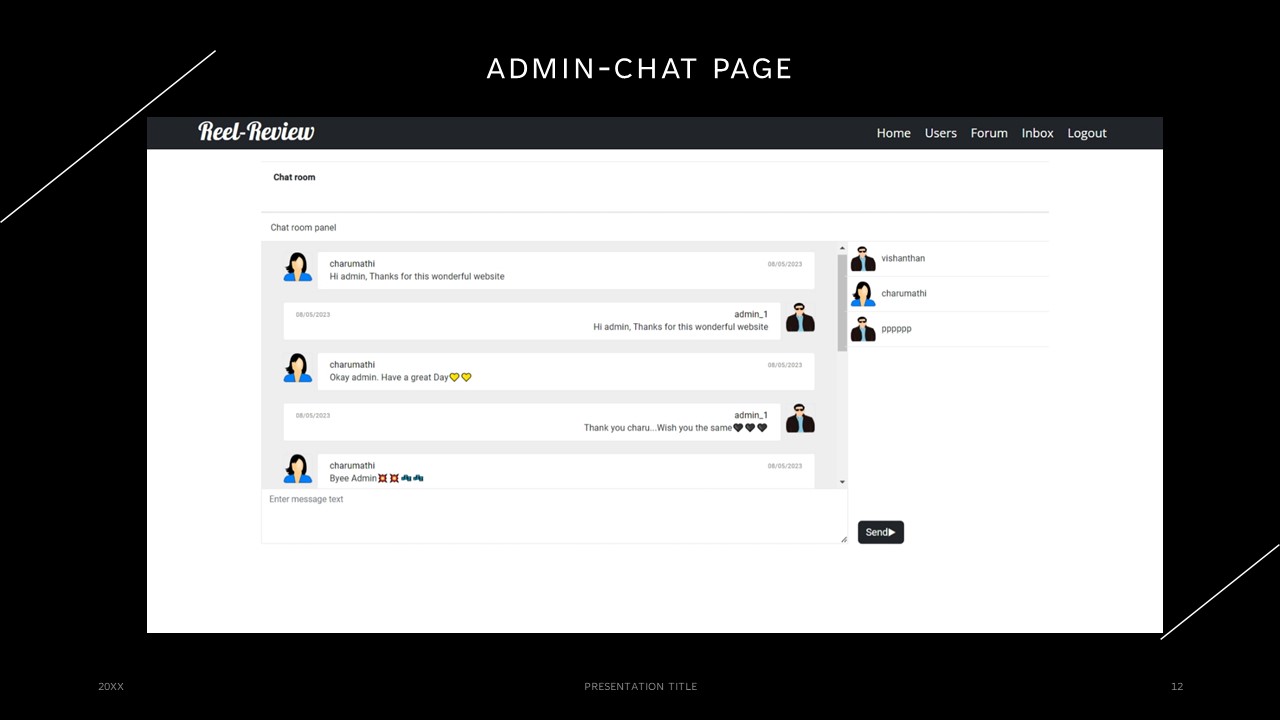 ADMIN-CHAT PAGE
Reel-Review
Home Users Forum Inbox Logout
Chat room
Chat room panel
charumathi 08/05/2023
Hi admin, Thanks for this wonderful website
08/05/2023 admin_1
Hi admin, Thanks for this wonderful website
charumathi 08/05/2023
Okay admin. Have a great Day💛💛
08/05/2023 admin_1
Thank you charu...Wish you the same🖤🖤🖤
charumathi 08/05/2023
Byee Admin💥💥
vishanthan
charumathi
pppppp
Enter message text
Send▶
20XX PRESENTATION TITLE 12